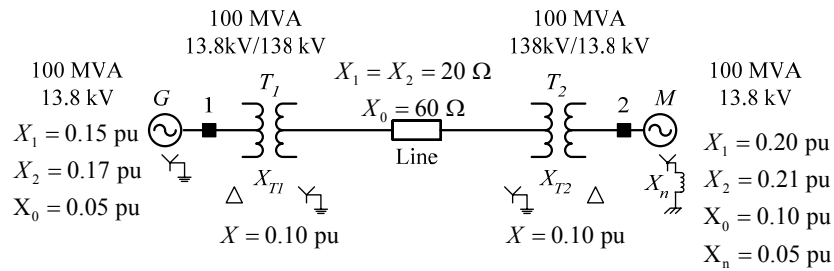 100 MVA
13.8kV/138 kV
100 MVA
138kV/13.8 kV
100 MVA
13.8 kV
G
1
T₁
X₁ = X₂ = 20 Ω
X₀ = 60 Ω
Line
T₂
2
M
100 MVA
13.8 kV
X₁ = 0.15 pu
X₂ = 0.17 pu
X₀ = 0.05 pu
X_T1
X = 0.10 pu
X_T2
X = 0.10 pu
Xₙ
X₁ = 0.20 pu
X₂ = 0.21 pu
X₀ = 0.10 pu
Xₙ = 0.05 pu